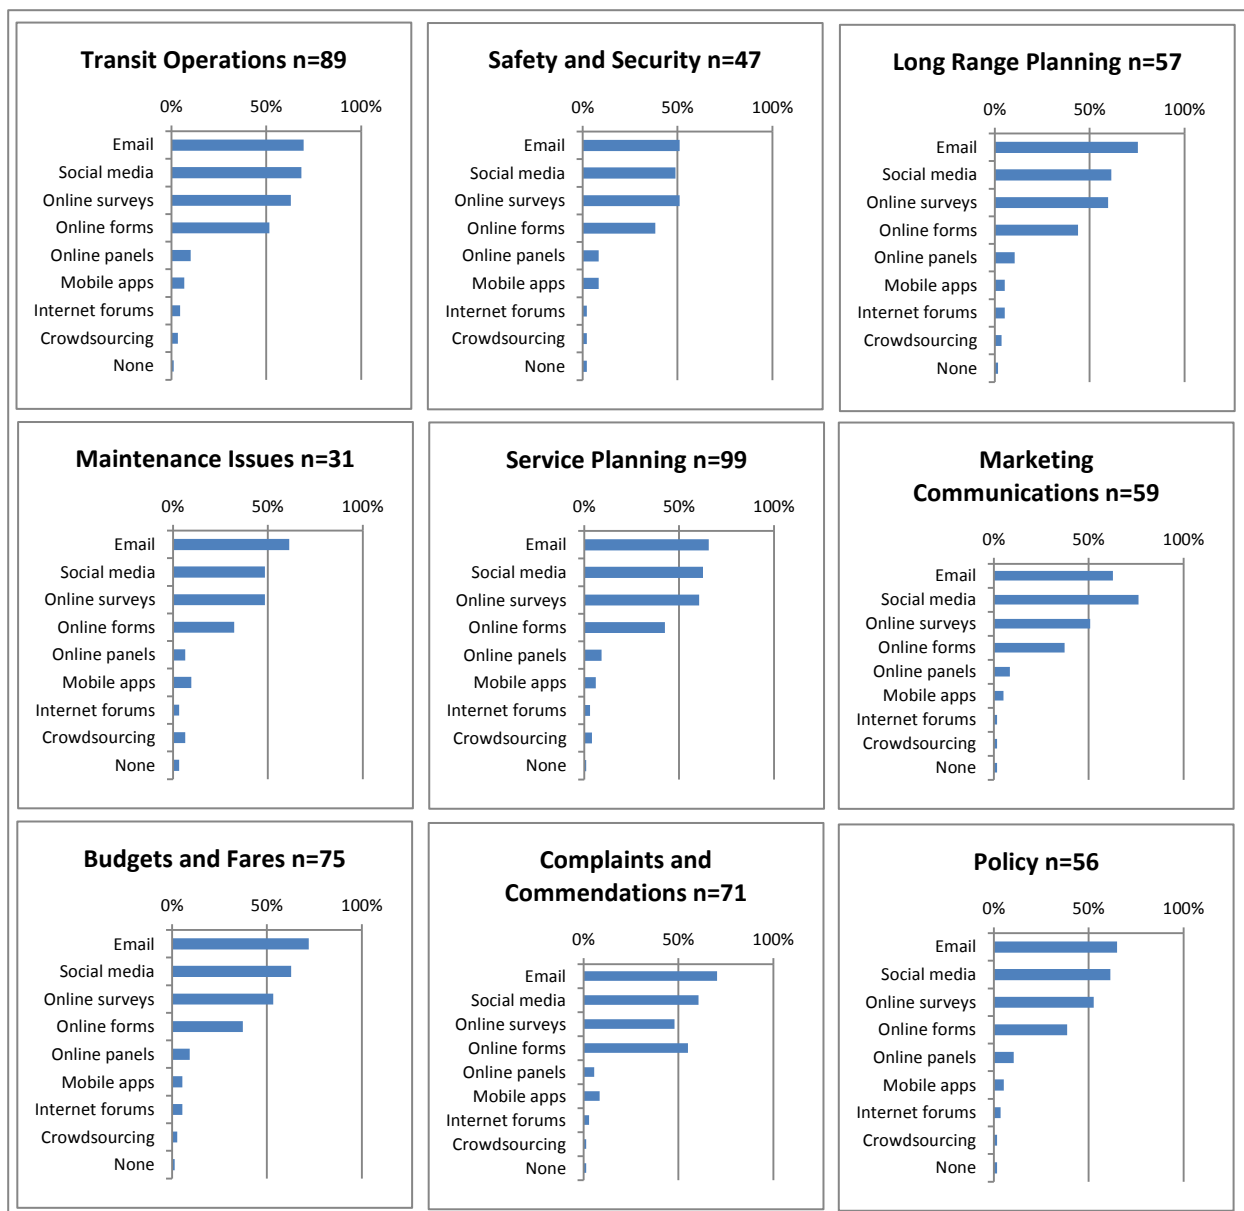 Transit Operations n=89
0% 50% 100%
Email
Social media
Online surveys
Online forms
Online panels
Mobile apps
Internet forums
Crowdsourcing
None
Safety and Security n=47
0% 50% 100%
Email
Social media
Online surveys
Online forms
Online panels
Mobile apps
Internet forums
Crowdsourcing
None
Long Range Planning n=57
0% 50% 100%
Email
Social media
Online surveys
Online forms
Online panels
Mobile apps
Internet forums
Crowdsourcing
None
Maintenance Issues n=31
0% 50% 100%
Email
Social media
Online surveys
Online forms
Online panels
Mobile apps
Internet forums
Crowdsourcing
None
Service Planning n=99
0% 50% 100%
Email
Social media
Online surveys
Online forms
Online panels
Mobile apps
Internet forums
Crowdsourcing
None
Marketing
Communications n=59
0% 50% 100%
Email
Social media
Online surveys
Online forms
Online panels
Mobile apps
Internet forums
Crowdsourcing
None
Budgets and Fares n=75
0% 50% 100%
Email
Social media
Online surveys
Online forms
Online panels
Mobile apps
Internet forums
Crowdsourcing
None
Complaints and
Commendations n=71
0% 50% 100%
Email
Social media
Online surveys
Online forms
Online panels
Mobile apps
Internet forums
Crowdsourcing
None
Policy n=56
0% 50% 100%
Email
Social media
Online surveys
Online forms
Online panels
Mobile apps
Internet forums
Crowdsourcing
None